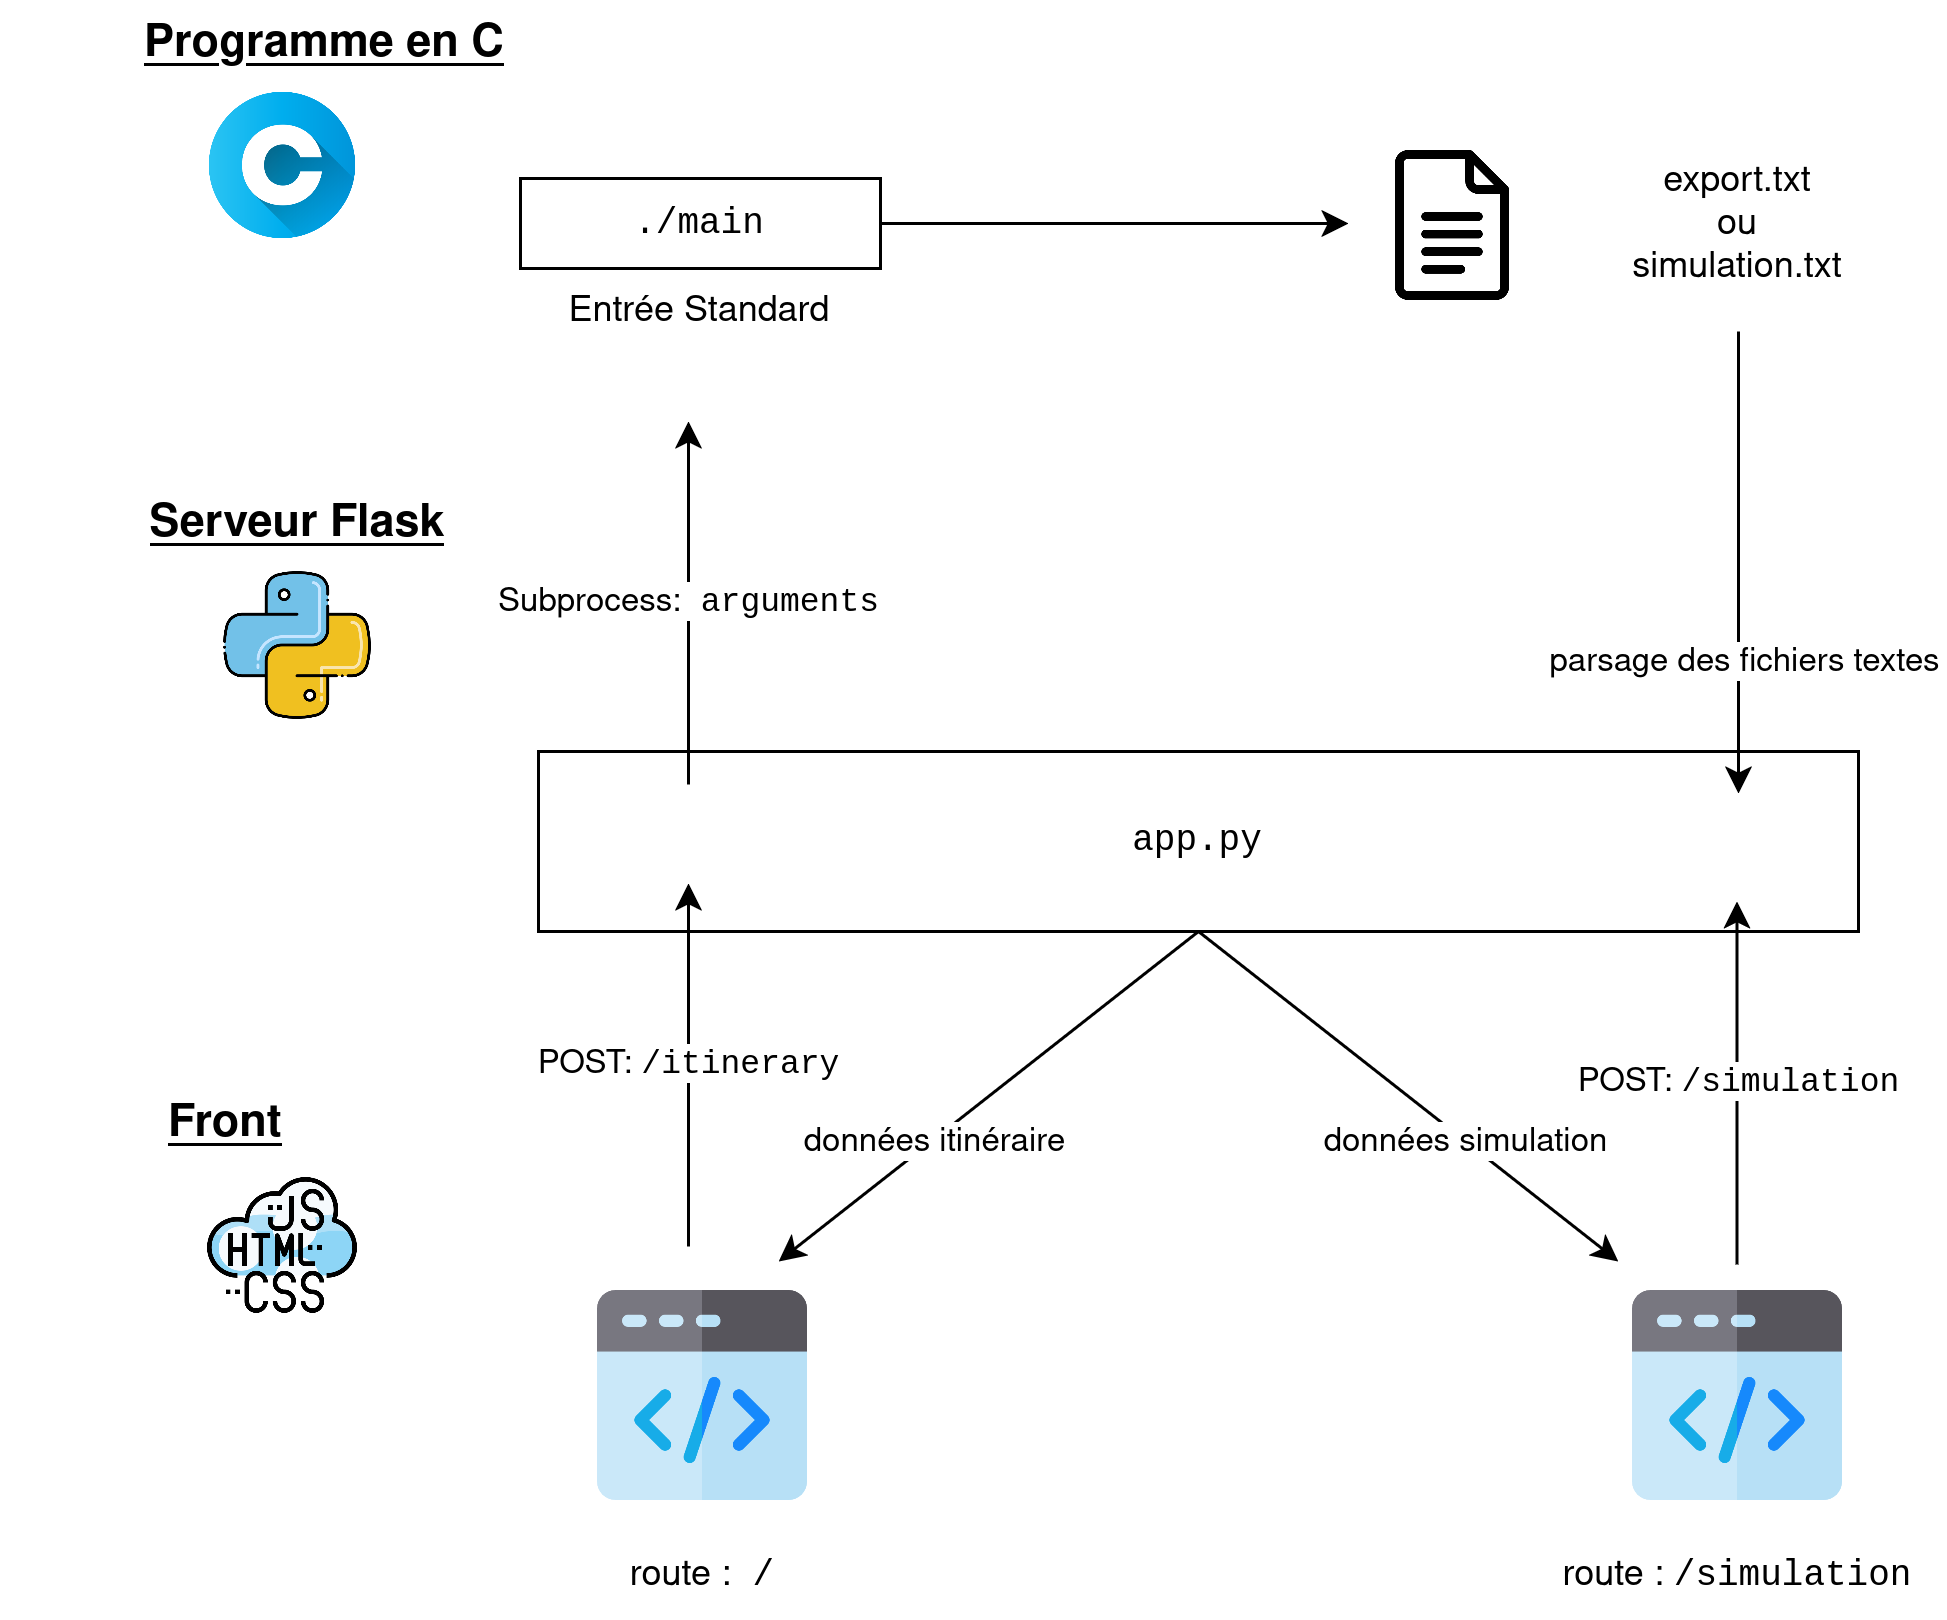 Programme en C
./main
Entrée Standard
export.txt
ou
simulation.txt
Serveur Flask
Subprocess: arguments
parsage des fichiers textes
app.py
POST: /itinerary
POST: /simulation
Front
données itinéraire
données simulation
JS
HTML
CSS
route : /
route : /simulation